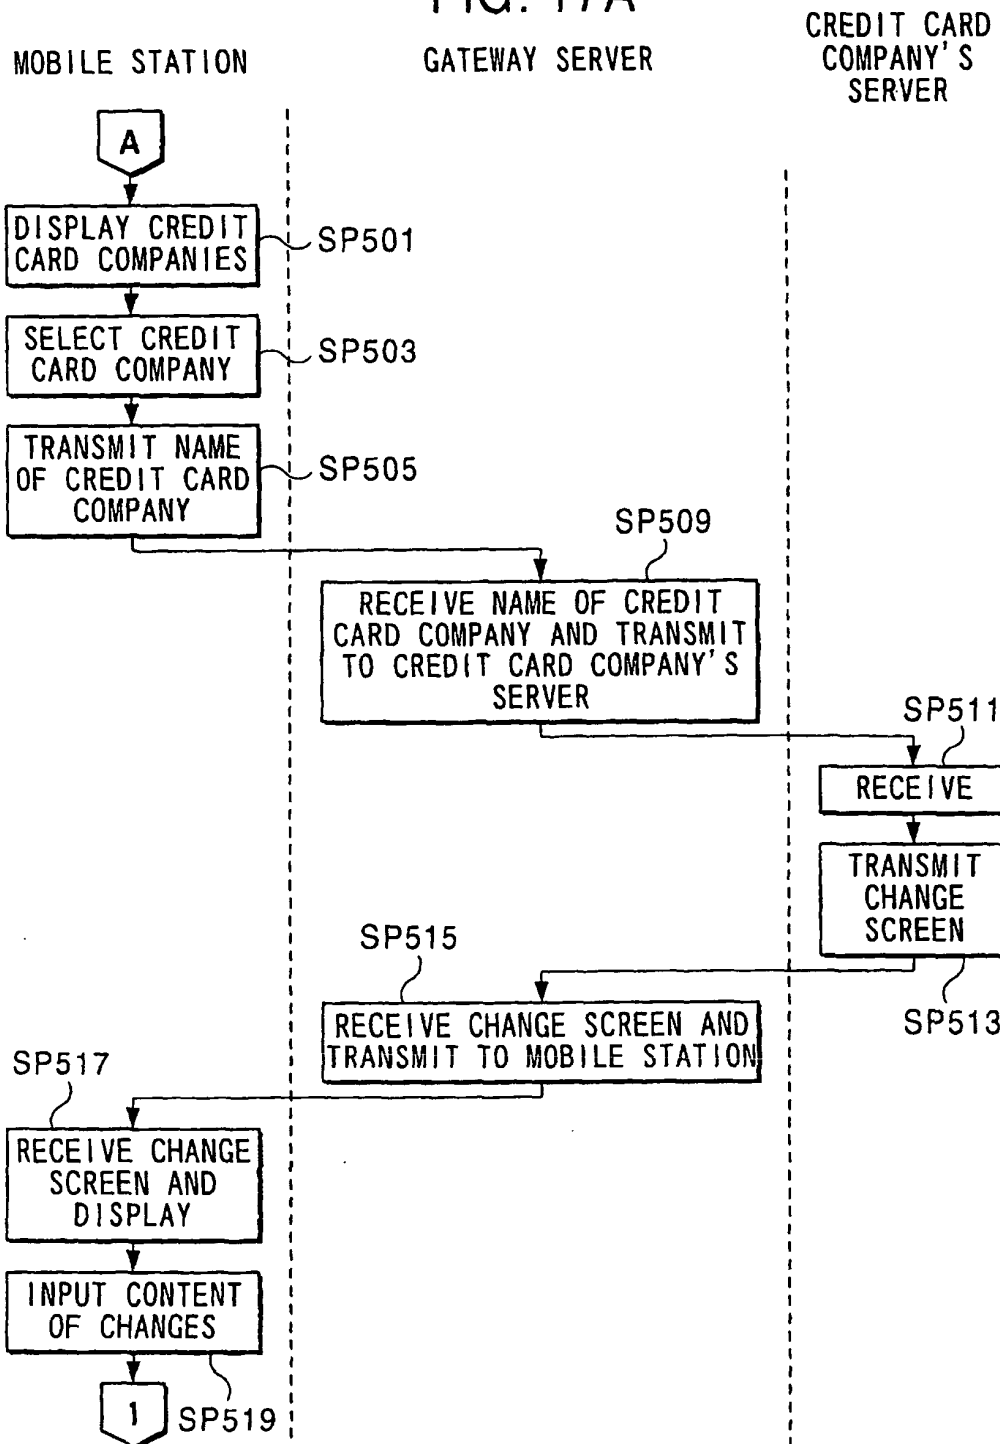 FIG. 17A
MOBILE STATION
GATEWAY SERVER
CREDIT CARD
COMPANY'S
SERVER
A
DISPLAY CREDIT
CARD COMPANIES
SP501
SELECT CREDIT
CARD COMPANY
SP503
TRANSMIT NAME
OF CREDIT CARD
COMPANY
SP505
SP509
RECEIVE NAME OF CREDIT
CARD COMPANY AND TRANSMIT
TO CREDIT CARD COMPANY'S
SERVER
SP511
RECEIVE
TRANSMIT
CHANGE
SCREEN
SP513
SP515
RECEIVE CHANGE SCREEN AND
TRANSMIT TO MOBILE STATION
SP517
RECEIVE CHANGE
SCREEN AND
DISPLAY
INPUT CONTENT
OF CHANGES
SP519
1